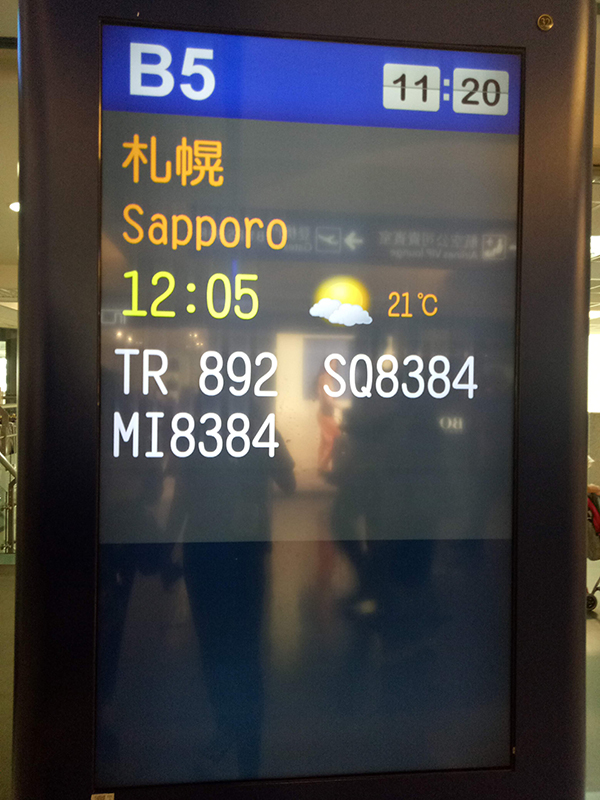 B5 11:20
札幌
Sapporo
12:05 21℃
TR 892 SQ8384
MI8384